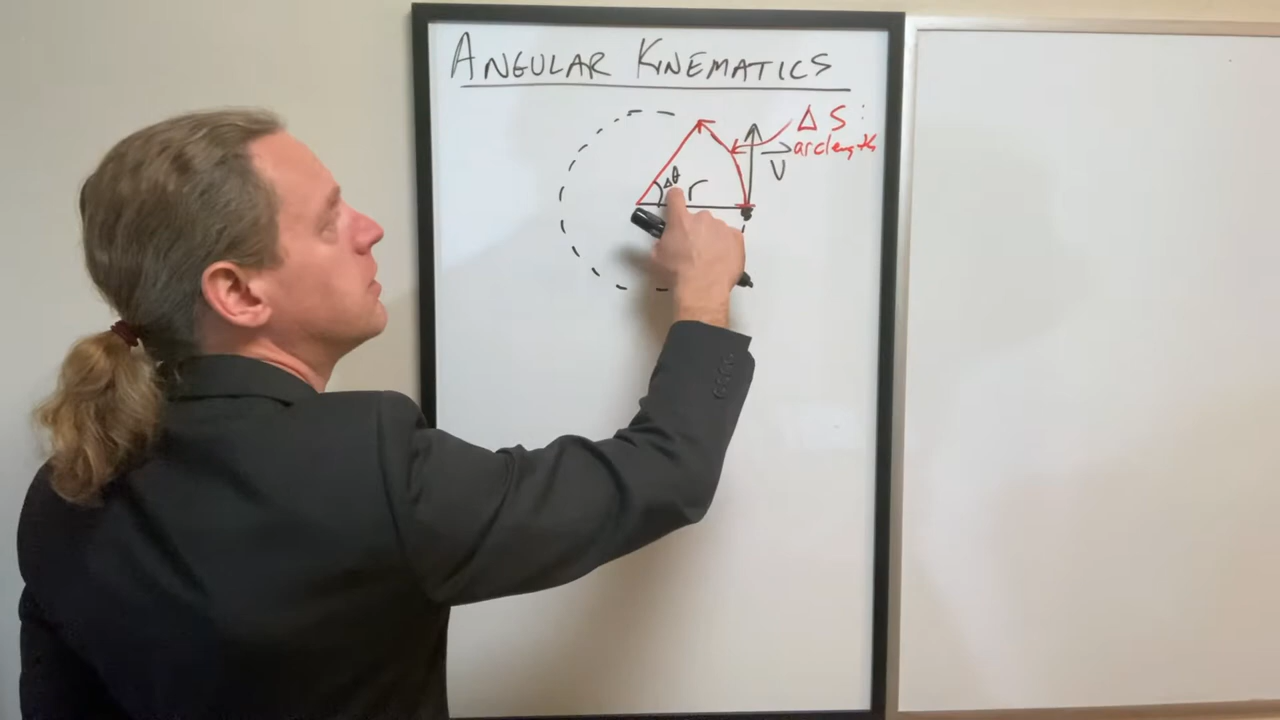 ANGULAR KINEMATICS
ΔS:
arclength
V
Δθ
r